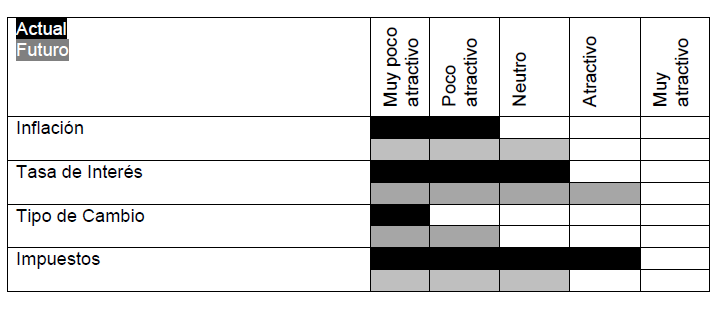 Actual
Futuro
Muy poco
atractivo
Poco
atractivo
Neutro
Atractivo
Muy
atractivo
Inflación
Tasa de Interés
Tipo de Cambio
Impuestos